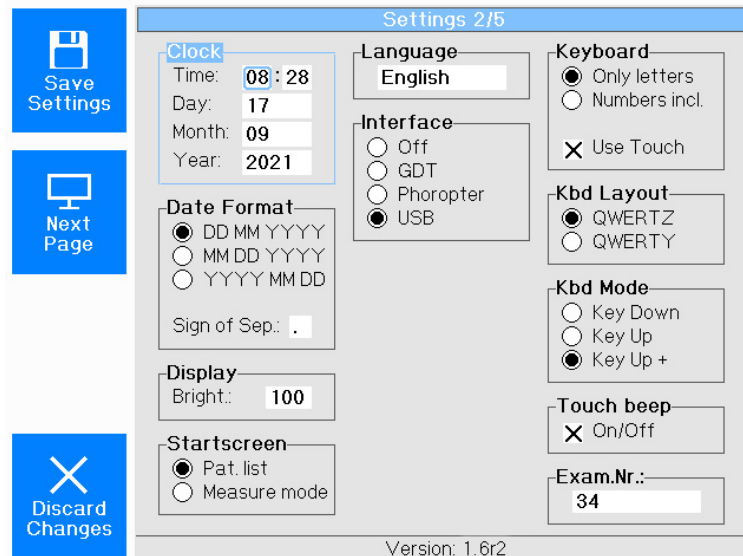 Settings 2/5
Save
Settings
Next
Page
Discard
Changes
Clock
Time: 08 : 28
Day: 17
Month: 09
Year: 2021
Date Format
DD MM YYYY
MM DD YYYY
YYYY MM DD
Sign of Sep.: .
Display
Bright.: 100
Startscreen
Pat. list
Measure mode
Language
English
Interface
Off
GDT
Phoropter
USB
Keyboard
Only letters
Numbers incl.
Use Touch
Kbd Layout
QWERTZ
QWERTY
Kbd Mode
Key Down
Key Up
Key Up +
Touch beep
On/Off
Exam.Nr.:
34
Version: 1.6r2